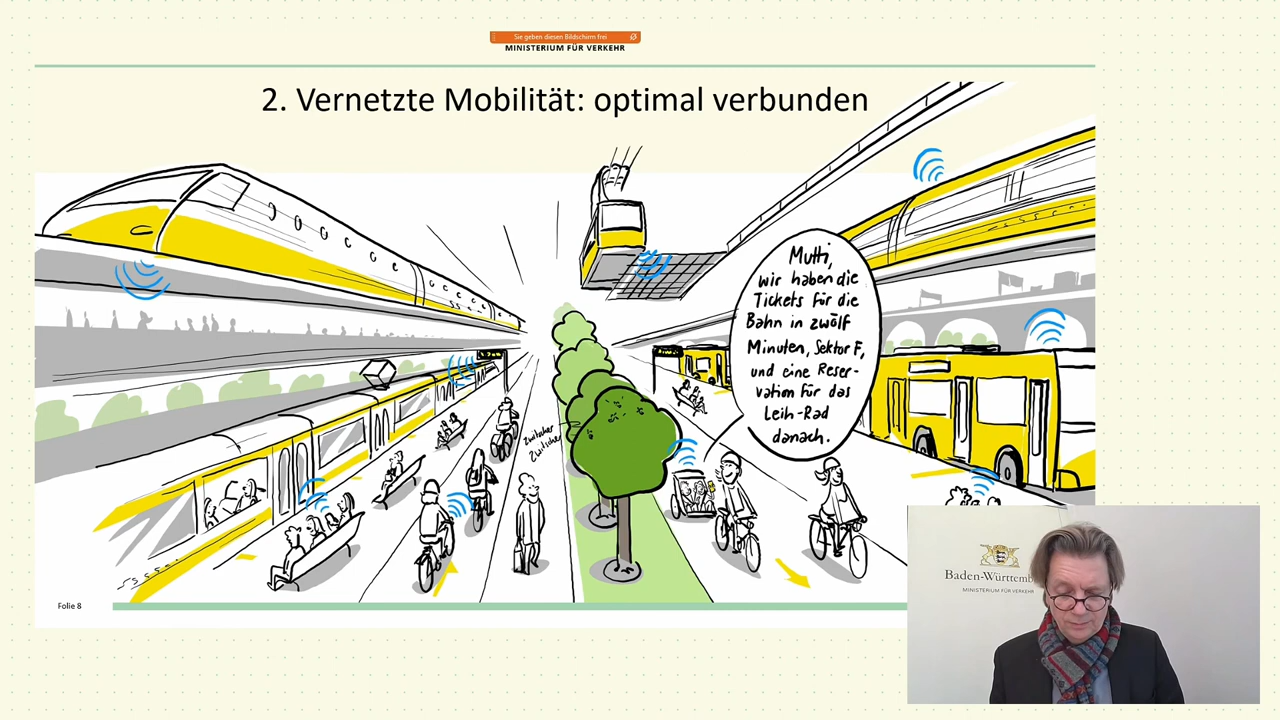 Sie geben diesen Bildschirm frei
MINISTERIUM FÜR VERKEHR
2. Vernetzte Mobilität: optimal verbunden
Mutti,
wir haben die
Tickets für die
Bahn in zwölf
Minuten, Sektor F,
und eine Reser-
vation für das
Leih-Rad
danach.
Zwitscher
Zwitscher
Folie 8
Baden-Württemb
MINISTERIUM FÜR VERKEHR